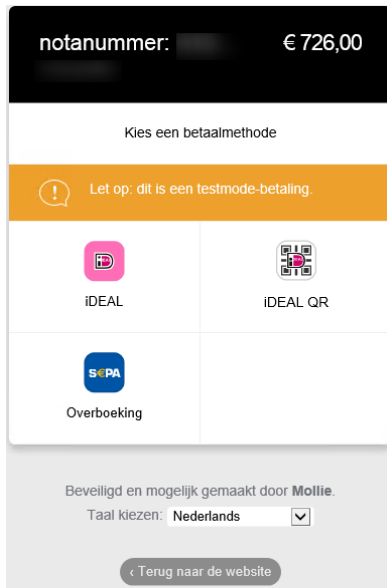 notanummer: € 726,00
Kies een betaalmethode
Let op: dit is een testmode-betaling.
iDEAL
iDEAL QR
S€PA
Overboeking
Beveiligd en mogelijk gemaakt door Mollie.
Taal kiezen: Nederlands
‹ Terug naar de website